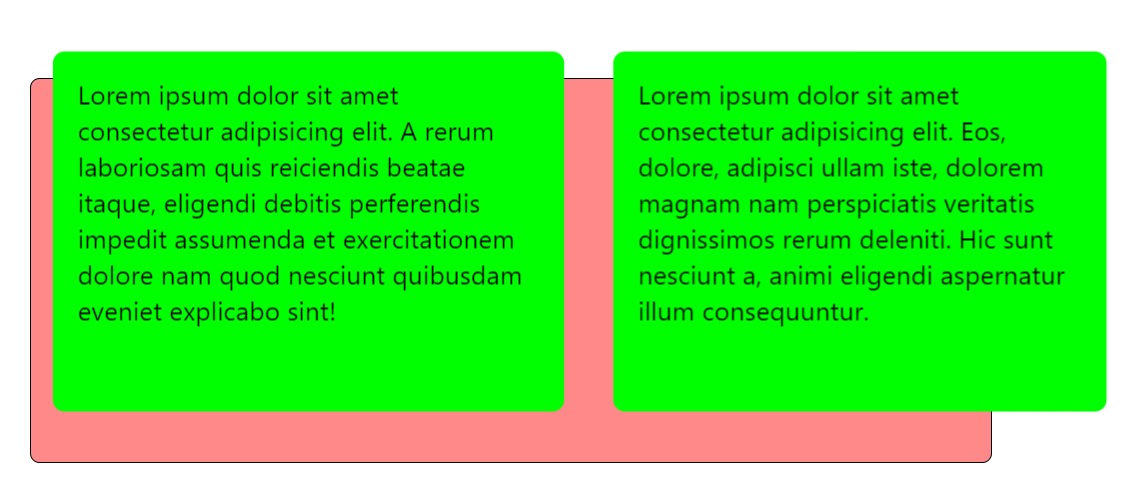 Lorem ipsum dolor sit amet
consectetur adipisicing elit. A rerum
laboriosam quis reiciendis beatae
itaque, eligendi debitis perferendis
impedit assumenda et exercitationem
dolore nam quod nesciunt quibusdam
eveniet explicabo sint!
Lorem ipsum dolor sit amet
consectetur adipisicing elit. Eos,
dolore, adipisci ullam iste, dolorem
magnam nam perspiciatis veritatis
dignissimos rerum deleniti. Hic sunt
nesciunt a, animi eligendi aspernatur
illum consequuntur.